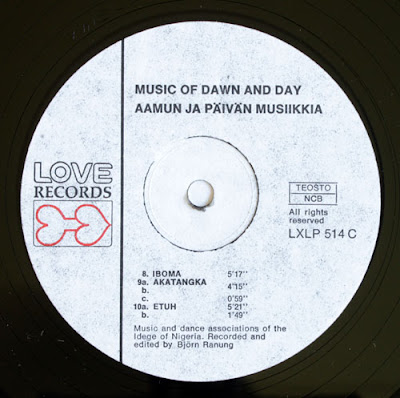 MUSIC OF DAWN AND DAY
AAMUN JA PÄIVÄN MUSIIKKIA
LOVE
RECORDS
TEOSTO
NCB
All rights
reserved
LXLP 514 C
8. IBOMA 5'17''
9a. AKATANGKA 4'15''
b.
c. 0'59''
10a. ETUH 5'21''
b. 1'49''
Music and dance associations of the
Idege of Nigeria. Recorded and
edited by Björn Ranung